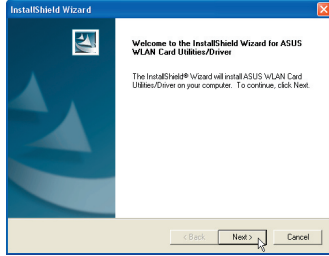 InstallShield Wizard
Welcome to the InstallShield Wizard for ASUS
WLAN Card Utilities/Driver
The InstallShield® Wizard will install ASUS WLAN Card
Utilities/Driver on your computer. To continue, click Next.
< Back Next > Cancel